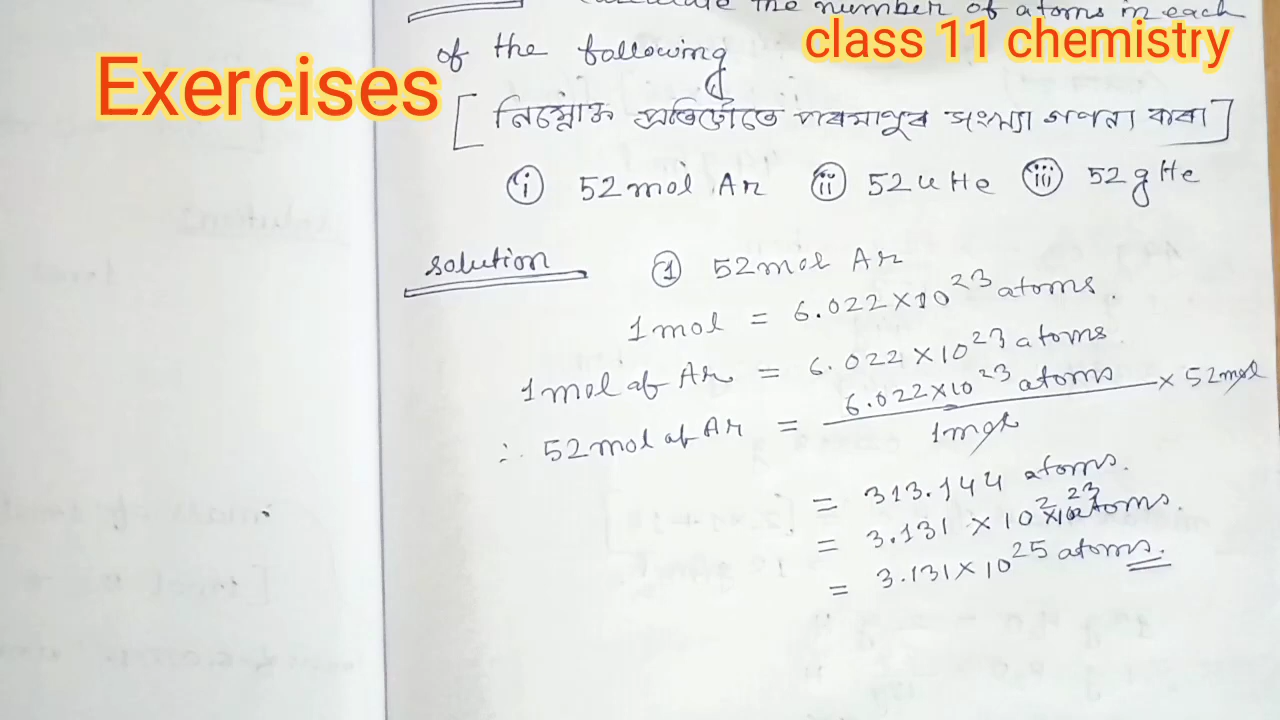 Exercises
class 11 chemistry
the number of atoms in each
of the following
[ নিম্নোক্ত প্ৰতিটোতে পৰমাণুৰ সংখ্যা গণনা কৰা ]
(i) 52 mol Ar (ii) 52 u He (iii) 52 g He
solution (1) 52 mol Ar
1 mol = 6.022 × 10²³ atoms.
1 mol of Ar = 6.022 × 10²³ atoms
∴ 52 mol of Ar = 6.022 × 10²³ atoms / 1 mol × 52 mol
= 313.144 atoms.
= 3.131 × 10² × 10²³ atoms.
= 3.131 × 10²⁵ atoms.